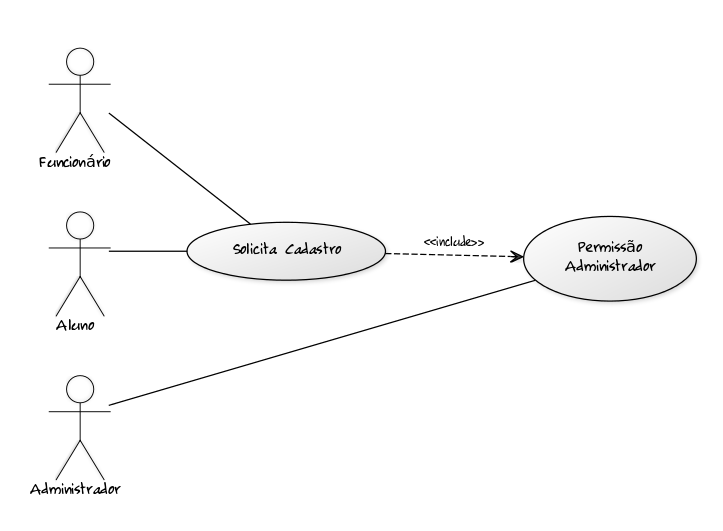 Funcionário
Solicita Cadastro
<<include>>
Permissão
Administrador
Aluno
Administrador